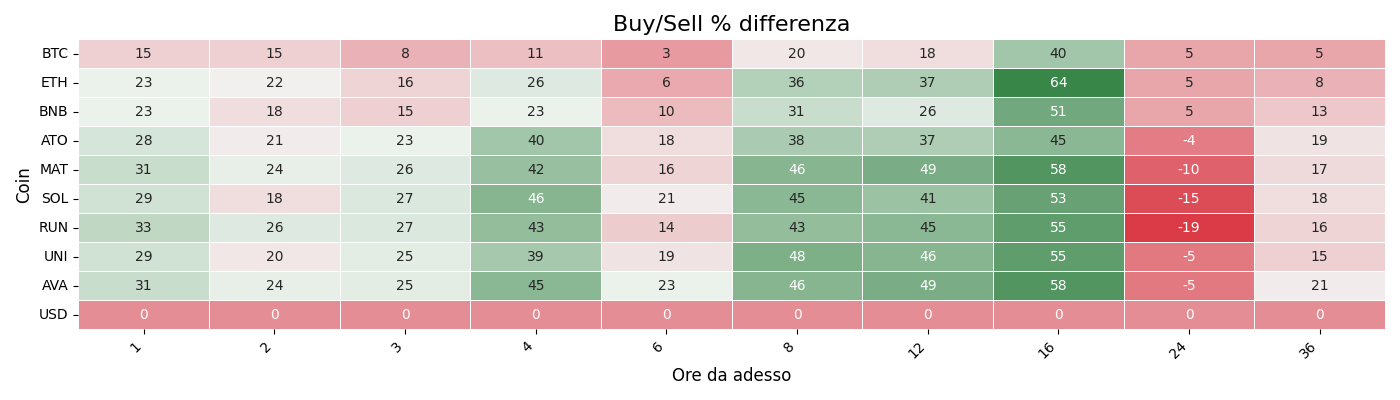 Buy/Sell % differenza
Coin
BTC 15 15 8 11 3 20 18 40 5 5
ETH 23 22 16 26 6 36 37 64 5 8
BNB 23 18 15 23 10 31 26 51 5 13
ATO 28 21 23 40 18 38 37 45 -4 19
MAT 31 24 26 42 16 46 49 58 -10 17
SOL 29 18 27 46 21 45 41 53 -15 18
RUN 33 26 27 43 14 43 45 55 -19 16
UNI 29 20 25 39 19 48 46 55 -5 15
AVA 31 24 25 45 23 46 49 58 -5 21
USD 0 0 0 0 0 0 0 0 0 0
1 2 3 4 6 8 12 16 24 36
Ore da adesso